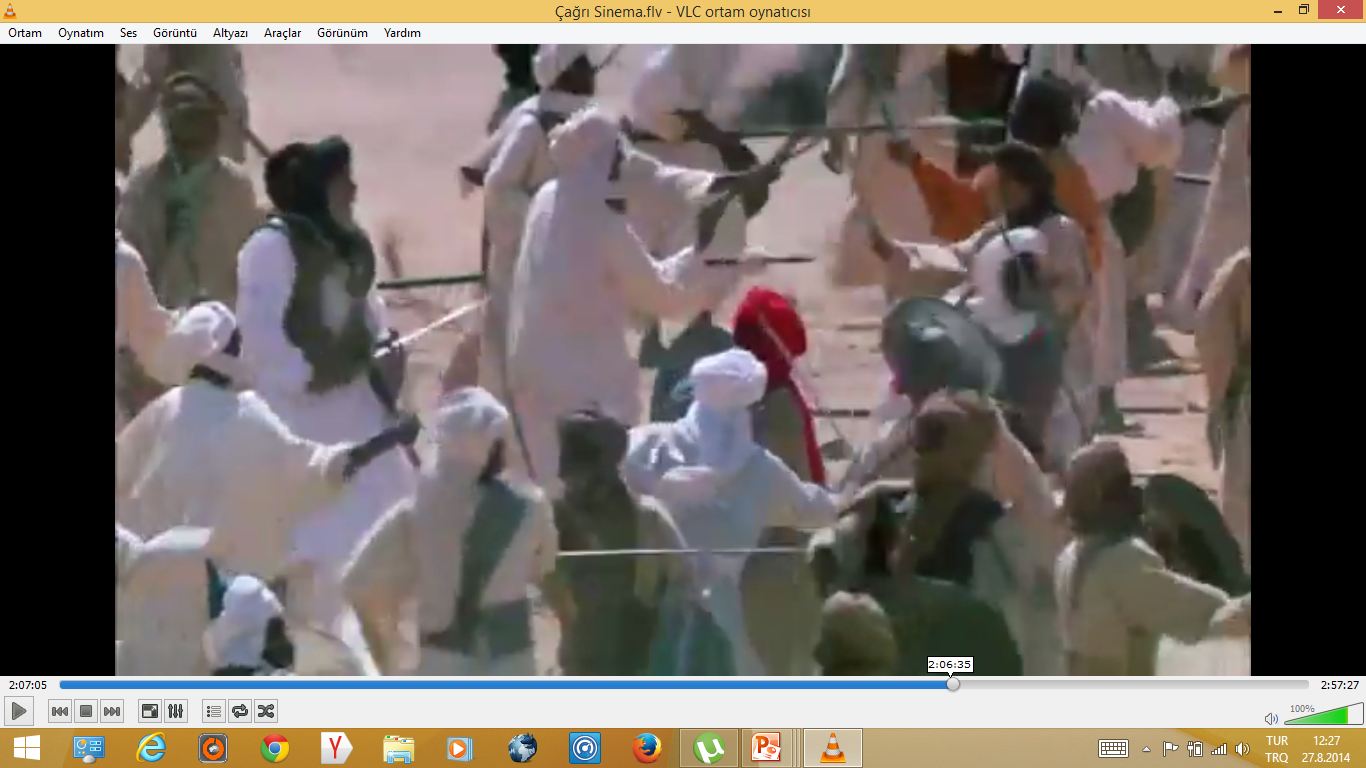 Çağrı Sinema.flv - VLC ortam oynatıcısı
Ortam Oynatım Ses Görüntü Altyazı Araçlar Görünüm Yardım
2:06:35
2:07:05 2:57:27
100%
TUR 12:27
TRQ 27.8.2014